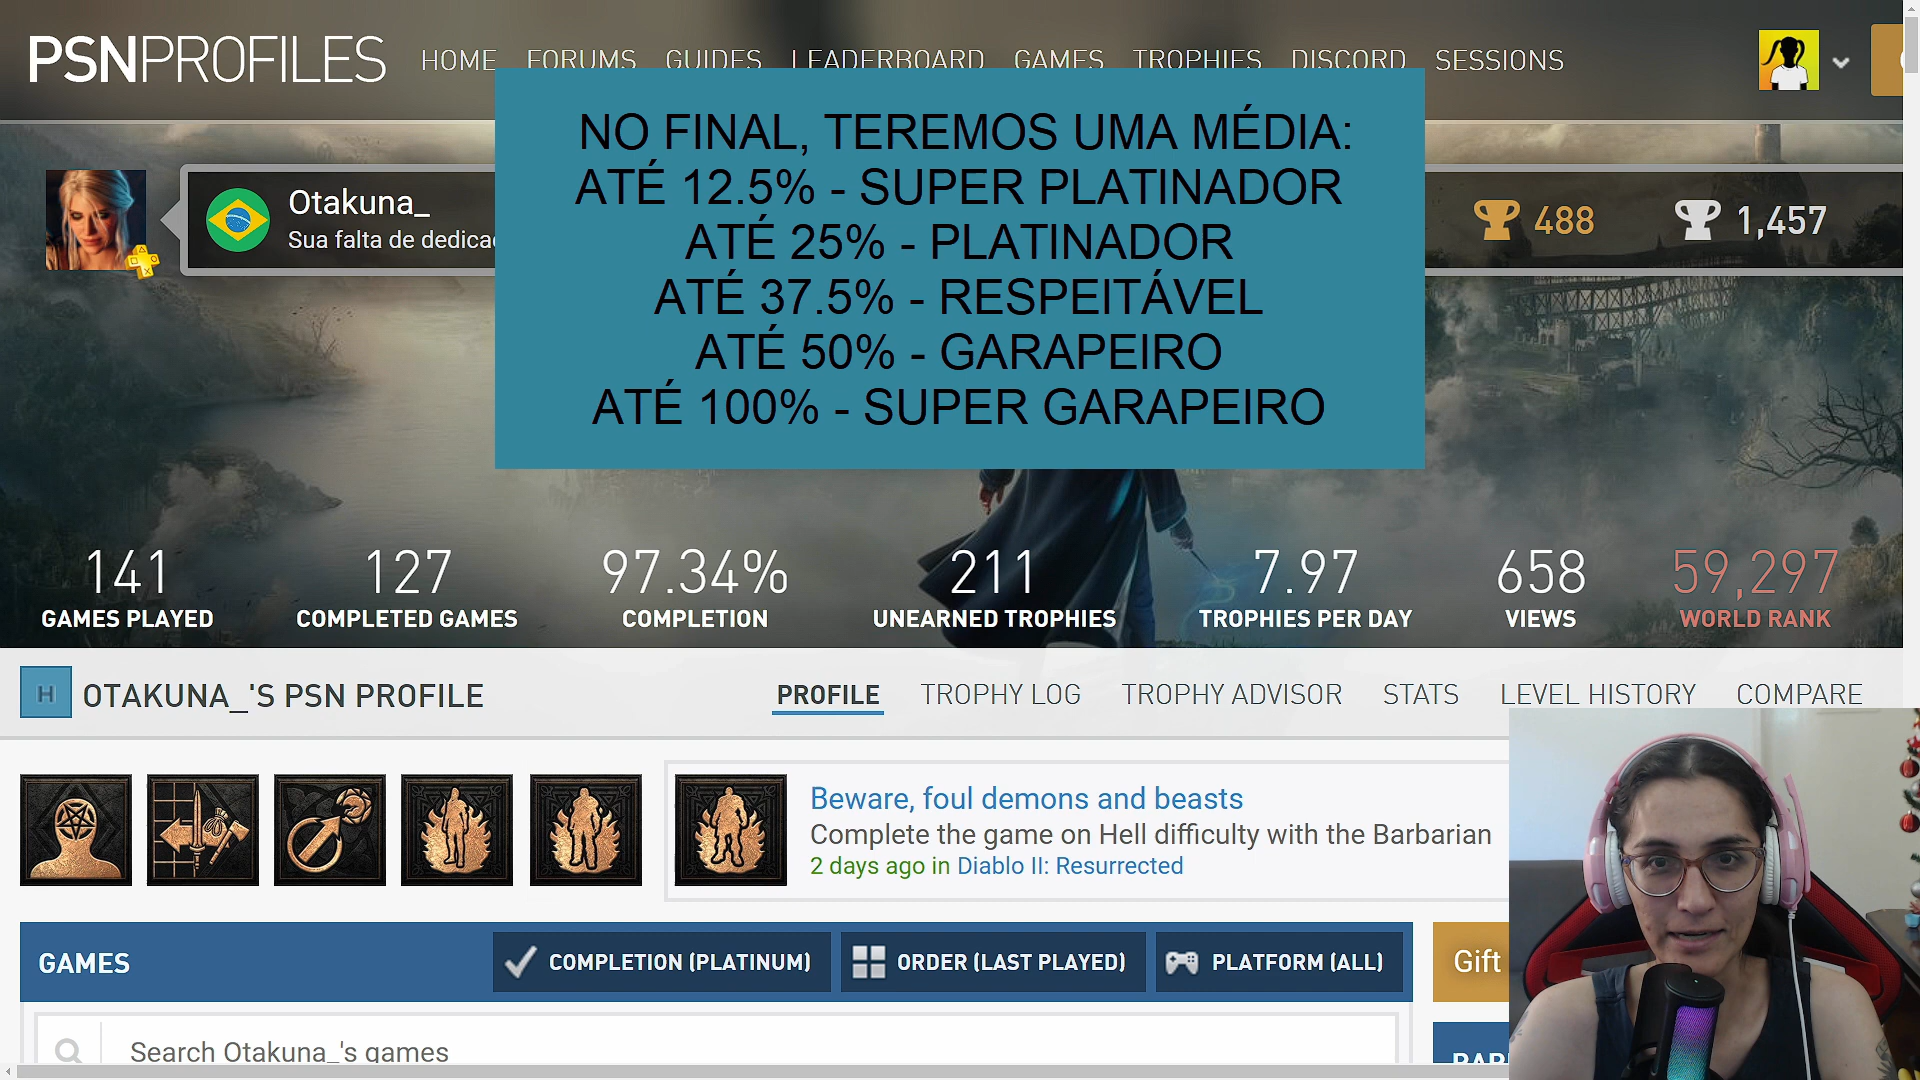 PSNPROFILES
HOME FORUMS GUIDES LEADERBOARD GAMES TROPHIES DISCORD SESSIONS
NO FINAL, TEREMOS UMA MÉDIA:
ATÉ 12.5% - SUPER PLATINADOR
ATÉ 25% - PLATINADOR
ATÉ 37.5% - RESPEITÁVEL
ATÉ 50% - GARAPEIRO
ATÉ 100% - SUPER GARAPEIRO
Otakuna_
Sua falta de
488 1,457
141 127 97.34% 211 7.97 658 59,297
GAMES PLAYED COMPLETED GAMES COMPLETION UNEARNED TROPHIES TROPHIES PER DAY VIEWS WORLD RANK
H OTAKUNA_'S PSN PROFILE
PROFILE TROPHY LOG TROPHY ADVISOR STATS LEVEL HISTORY COMPARE
Beware, foul demons and beasts
Complete the game on Hell difficulty with the Barbarian
2 days ago in Diablo II: Resurrected
GAMES COMPLETION (PLATINUM) ORDER (LAST PLAYED) PLATFORM (ALL)
Gift
Search Otakuna_'s games